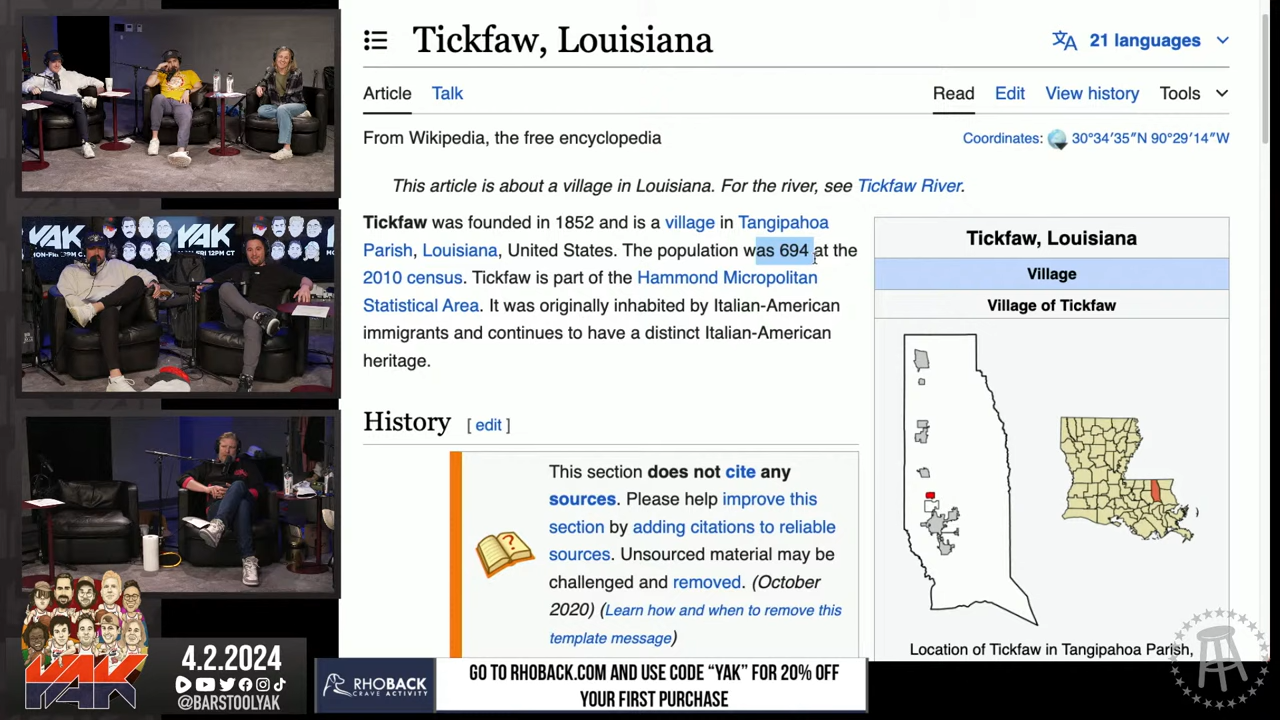 Tickfaw, Louisiana
21 languages
Article Talk
Read Edit View history Tools
From Wikipedia, the free encyclopedia
Coordinates: 30°34′35″N 90°29′14″W
This article is about a village in Louisiana. For the river, see Tickfaw River.
Tickfaw was founded in 1852 and is a village in Tangipahoa
Parish, Louisiana, United States. The population was 694 at the
2010 census. Tickfaw is part of the Hammond Micropolitan
Statistical Area. It was originally inhabited by Italian-American
immigrants and continues to have a distinct Italian-American
heritage.
Tickfaw, Louisiana
Village
Village of Tickfaw
History [ edit ]
This section does not cite any
sources. Please help improve this
section by adding citations to reliable
sources. Unsourced material may be
challenged and removed. (October
2020) (Learn how and when to remove this
template message)
Location of Tickfaw in Tangipahoa Parish,
YAK
YAK
MON-FRI 12PM CT
YAK
4.2.2024
@BARSTOOLYAK
RHOBACK
CRAVE ACTIVITY
GO TO RHOBACK.COM AND USE CODE “YAK” FOR 20% OFF
YOUR FIRST PURCHASE